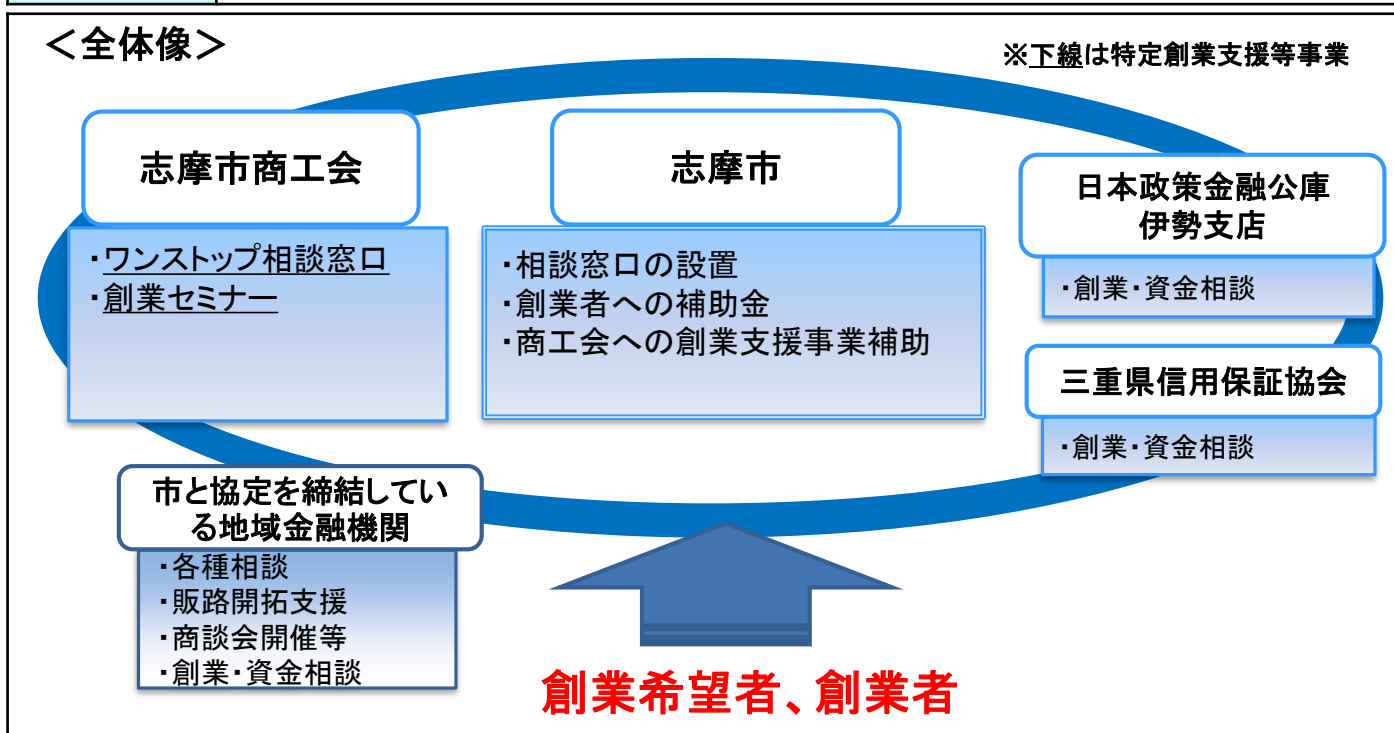 ＜全体像＞
※下線は特定創業支援等事業
志摩市商工会
・ワンストップ相談窓口
・創業セミナー
志摩市
・相談窓口の設置
・創業者への補助金
・商工会への創業支援事業補助
日本政策金融公庫
伊勢支店
・創業・資金相談
三重県信用保証協会
・創業・資金相談
市と協定を締結してい
る地域金融機関
・各種相談
・販路開拓支援
・商談会開催等
・創業・資金相談
創業希望者、創業者